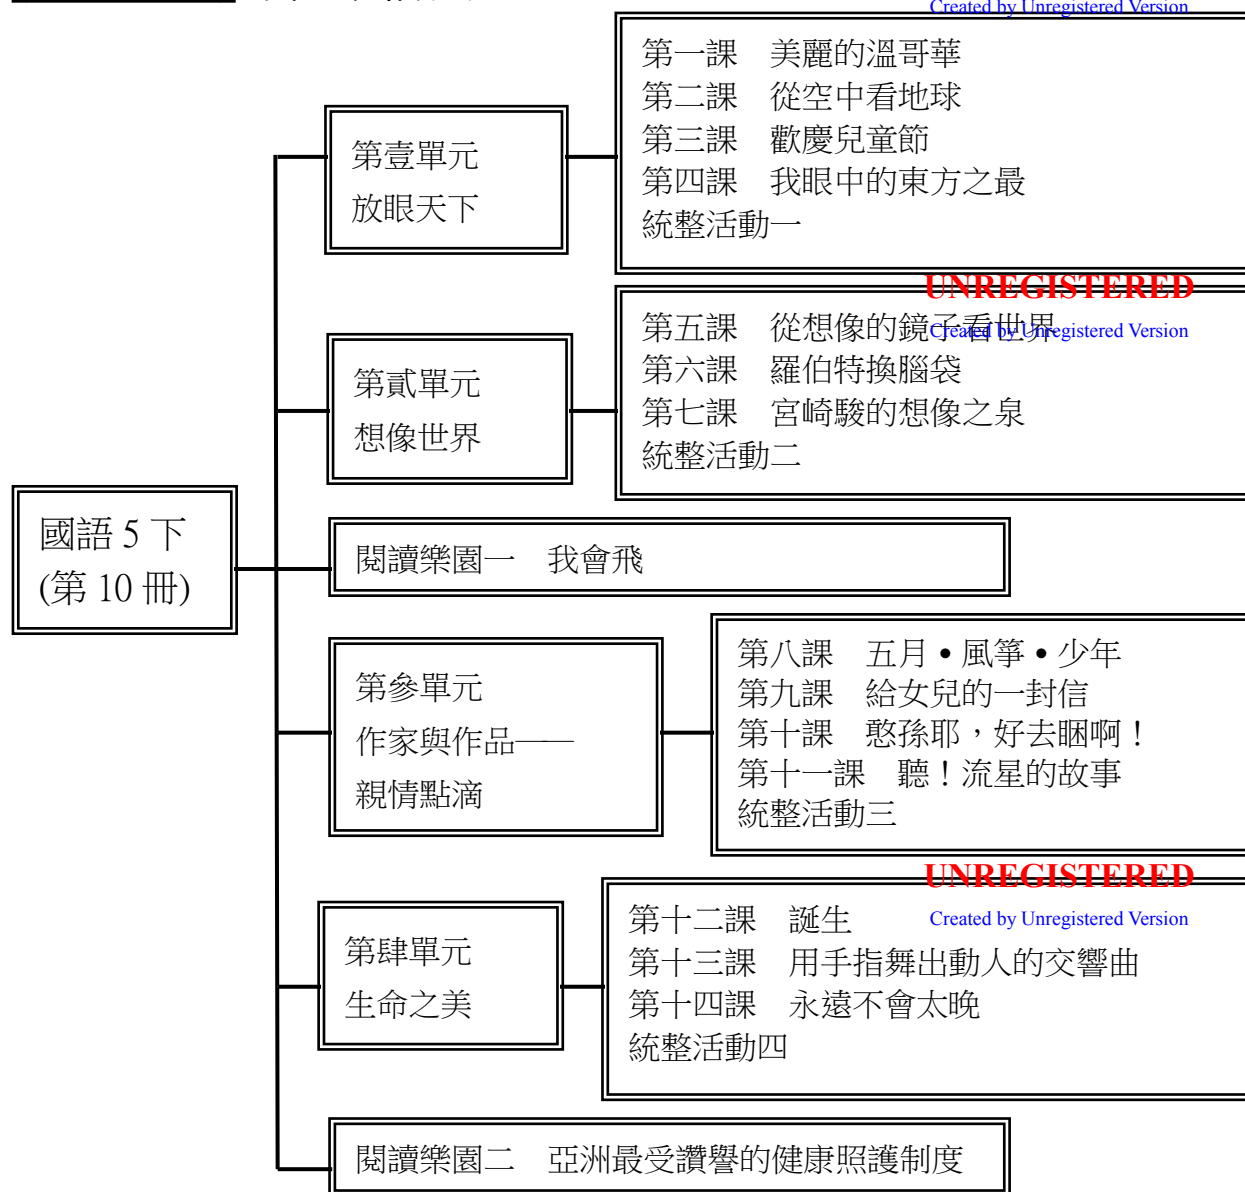 Created by Unregistered Version
第一課　美麗的溫哥華
第二課　從空中看地球
第三課　歡慶兒童節
第四課　我眼中的東方之最
統整活動一
第壹單元
放眼天下
UNREGISTERED
Created by Unregistered Version
第五課　從想像的鏡子看世界
第六課　羅伯特換腦袋
第七課　宮崎駿的想像之泉
統整活動二
第貳單元
想像世界
國語 5 下
(第 10 冊)
閱讀樂園一　我會飛
第八課　五月•風箏•少年
第九課　給女兒的一封信
第十課　憨孫耶，好去睏啊！
第十一課　聽！流星的故事
統整活動三
第參單元
作家與作品——
親情點滴
UNREGISTERED
Created by Unregistered Version
第十二課　誕生
第十三課　用手指舞出動人的交響曲
第十四課　永遠不會太晚
統整活動四
第肆單元
生命之美
閱讀樂園二　亞洲最受讚譽的健康照護制度